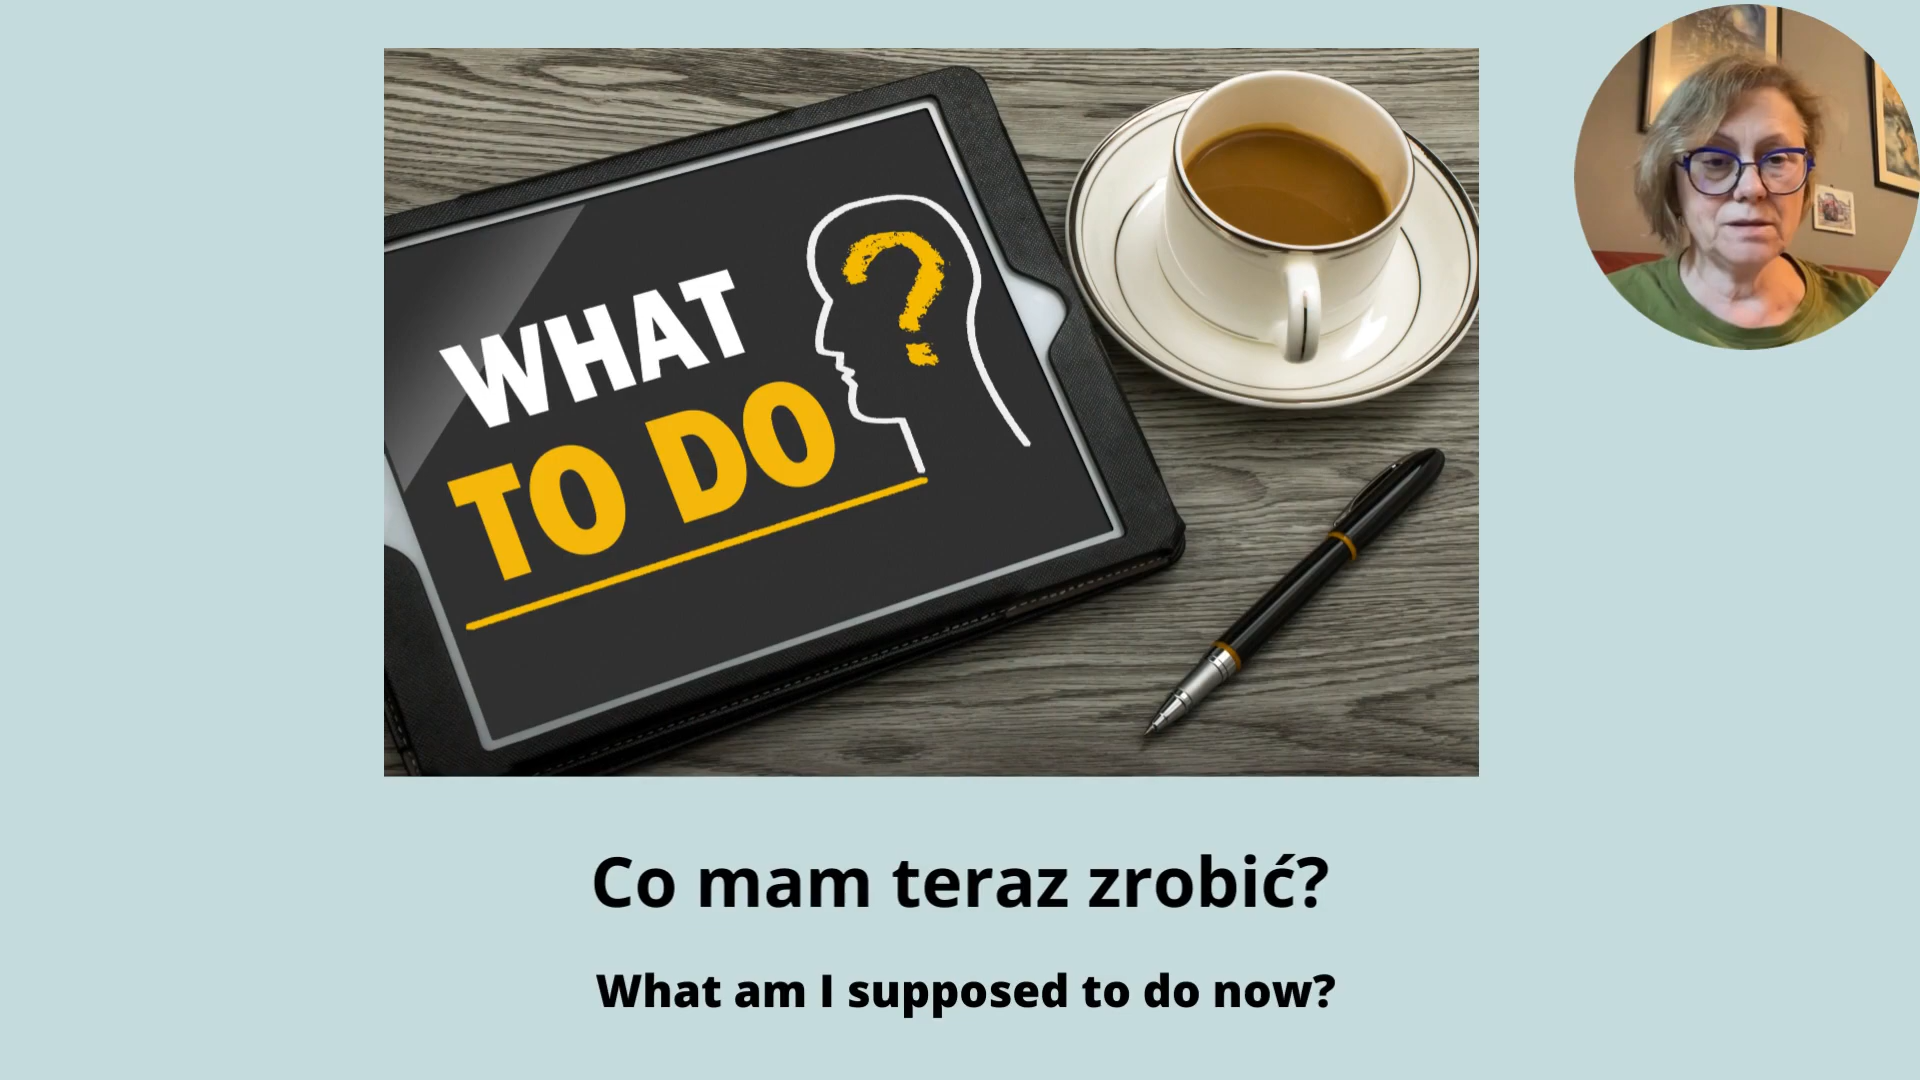 WHAT
TO DO
?
Co mam teraz zrobić?
What am I supposed to do now?